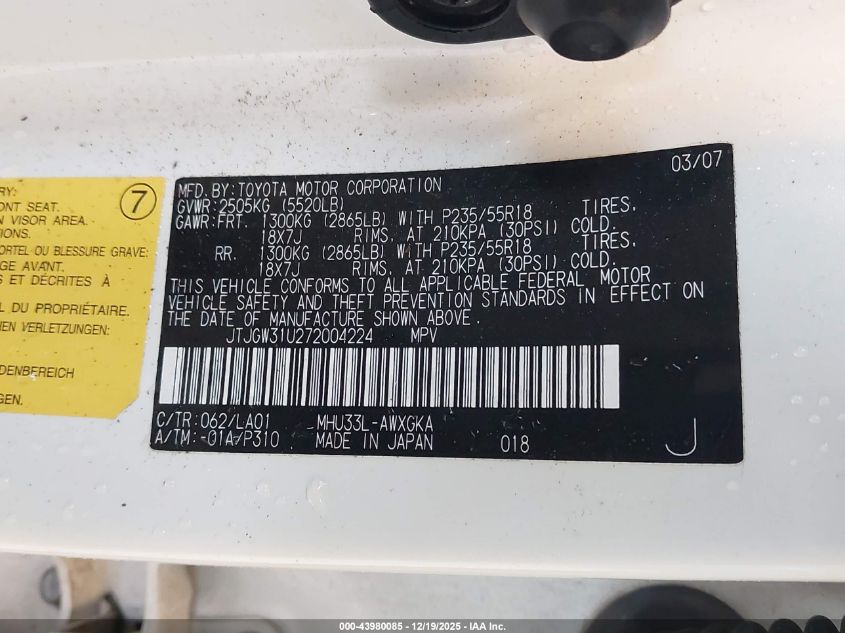 RY:
ONT SEAT.
N VISOR AREA.
TIONS.
PORTEL OU BLESSURE GRAVE:
GE AVANT.
S ET DÉCRITES À
L DU PROPRIÉTAIRE.
HEN VERLETZUNGEN:
DENBEREICH
GEN.
7
03/07
MFD. BY: TOYOTA MOTOR CORPORATION
GVWR: 2505KG (5520LB)
GAWR: FRT. 1300KG (2865LB) WITH P235/55R18 TIRES,
18X7J RIMS, AT 210KPA (30PSI) COLD.
RR. 1300KG (2865LB) WITH P235/55R18 TIRES,
18X7J RIMS, AT 210KPA (30PSI) COLD.
THIS VEHICLE CONFORMS TO ALL APPLICABLE FEDERAL MOTOR
VEHICLE SAFETY AND THEFT PREVENTION STANDARDS IN EFFECT ON
THE DATE OF MANUFACTURE SHOWN ABOVE.
JTJGW31U272004224 MPV
C/TR: 062/LA01 MHU33L-AWXGKA
A/TM: -01A/P310 MADE IN JAPAN 018 J
000-43980085 - 12/19/2025 - IAA Inc.